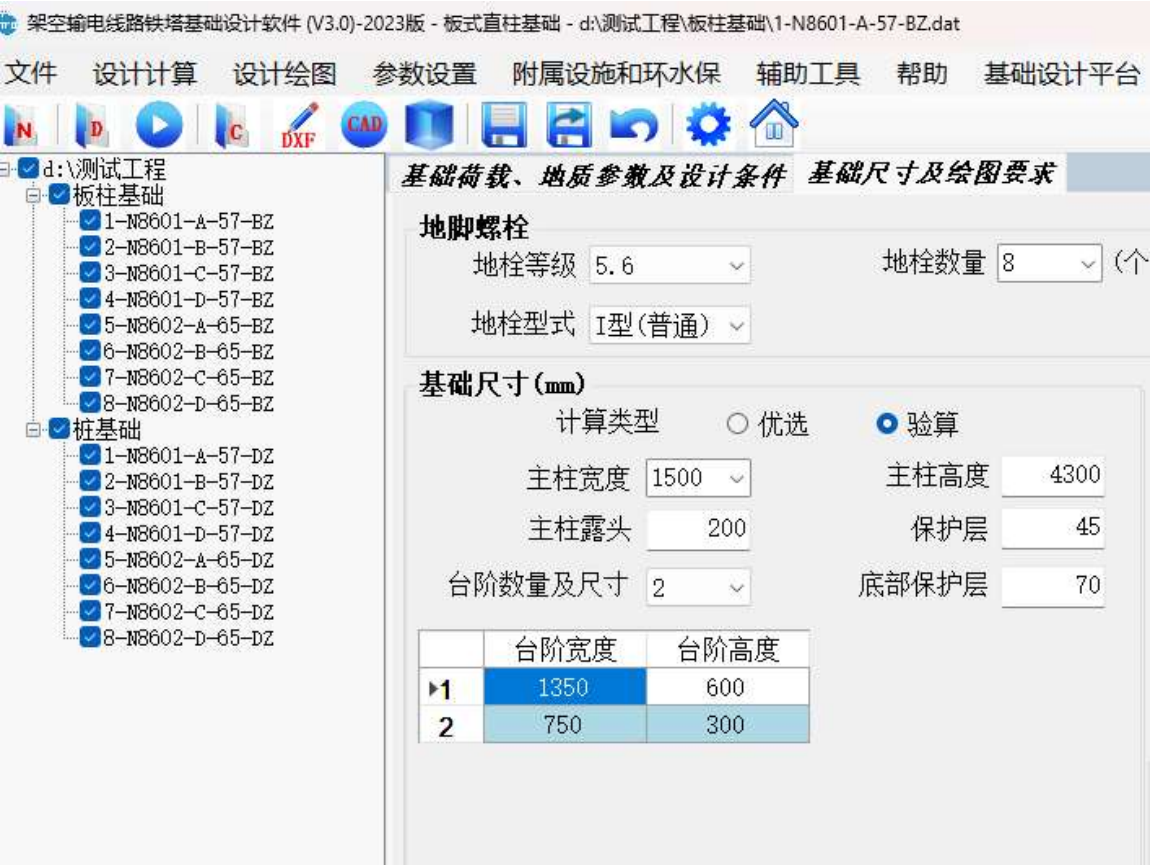 架空输电线路铁塔基础设计软件 (V3.0)-2023版 - 板式直柱基础 - d:\测试工程\板柱基础\1-N8601-A-57-BZ.dat
文件 设计计算 设计绘图 参数设置 附属设施和环水保 辅助工具 帮助 基础设计平台
N D C DXF CAD
d:\测试工程
板柱基础
1-N8601-A-57-BZ
2-N8601-B-57-BZ
3-N8601-C-57-BZ
4-N8601-D-57-BZ
5-N8602-A-65-BZ
6-N8602-B-65-BZ
7-N8602-C-65-BZ
8-N8602-D-65-BZ
桩基础
1-N8601-A-57-DZ
2-N8601-B-57-DZ
3-N8601-C-57-DZ
4-N8601-D-57-DZ
5-N8602-A-65-DZ
6-N8602-B-65-DZ
7-N8602-C-65-DZ
8-N8602-D-65-DZ
基础荷载、地质参数及设计条件 基础尺寸及绘图要求
地脚螺栓
地栓等级 5.6 地栓数量 8 (个
地栓型式 I型(普通)
基础尺寸(mm)
计算类型 优选 验算
主柱宽度 1500 主柱高度 4300
主柱露头 200 保护层 45
台阶数量及尺寸 2 底部保护层 70
台阶宽度 台阶高度
1 1350 600
2 750 300